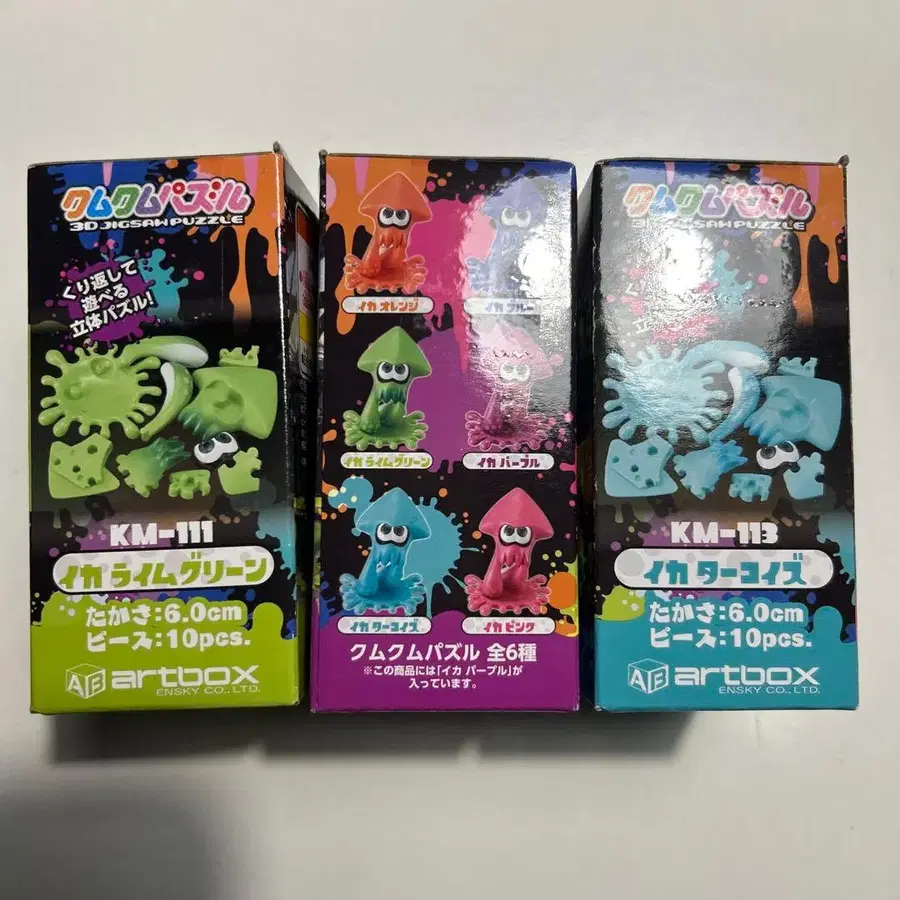 クムクムパズル
3D JIGSAW PUZZLE
くり返して
遊べる
立体パズル!
KM-111
イカ ライムグリーン
たかさ:6.0cm
ピース:10pcs.
AB artbox
ENSKY CO., LTD.
イカ オレンジ
イカ ブルー
イカ ライムグリーン
イカ パープル
イカ ターコイズ
イカ ピンク
クムクムパズル 全6種
※この商品には「イカ パープル」が
入っています。
クムクムパズル
3D JIGSAW PUZZLE
KM-113
イカ ターコイズ
たかさ:6.0cm
ピース:10pcs.
AB artbox
ENSKY CO., LTD.